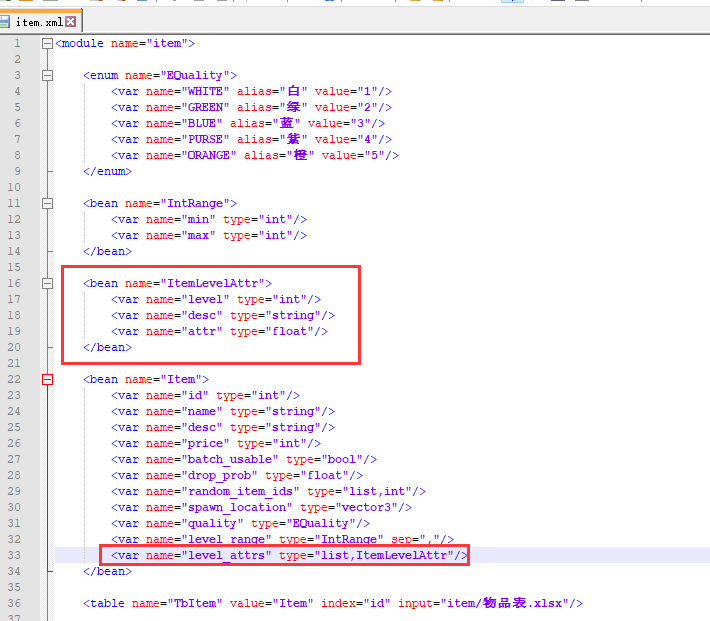 item.xml
1 <module name="item">
2
3 <enum name="EQuality">
4 <var name="WHITE" alias="白" value="1"/>
5 <var name="GREEN" alias="绿" value="2"/>
6 <var name="BLUE" alias="蓝" value="3"/>
7 <var name="PURSE" alias="紫" value="4"/>
8 <var name="ORANGE" alias="橙" value="5"/>
9 </enum>
10
11 <bean name="IntRange">
12 <var name="min" type="int"/>
13 <var name="max" type="int"/>
14 </bean>
15
16 <bean name="ItemLevelAttr">
17 <var name="level" type="int"/>
18 <var name="desc" type="string"/>
19 <var name="attr" type="float"/>
20 </bean>
21
22 <bean name="Item">
23 <var name="id" type="int"/>
24 <var name="name" type="string"/>
25 <var name="desc" type="string"/>
26 <var name="price" type="int"/>
27 <var name="batch_usable" type="bool"/>
28 <var name="drop_prob" type="float"/>
29 <var name="random_item_ids" type="list,int"/>
30 <var name="spawn_location" type="vector3"/>
31 <var name="quality" type="EQuality"/>
32 <var name="level_range" type="IntRange" sep=","/>
33 <var name="level_attrs" type="list,ItemLevelAttr"/>
34 </bean>
35
36 <table name="TbItem" value="Item" index="id" input="item/物品表.xlsx"/>
37